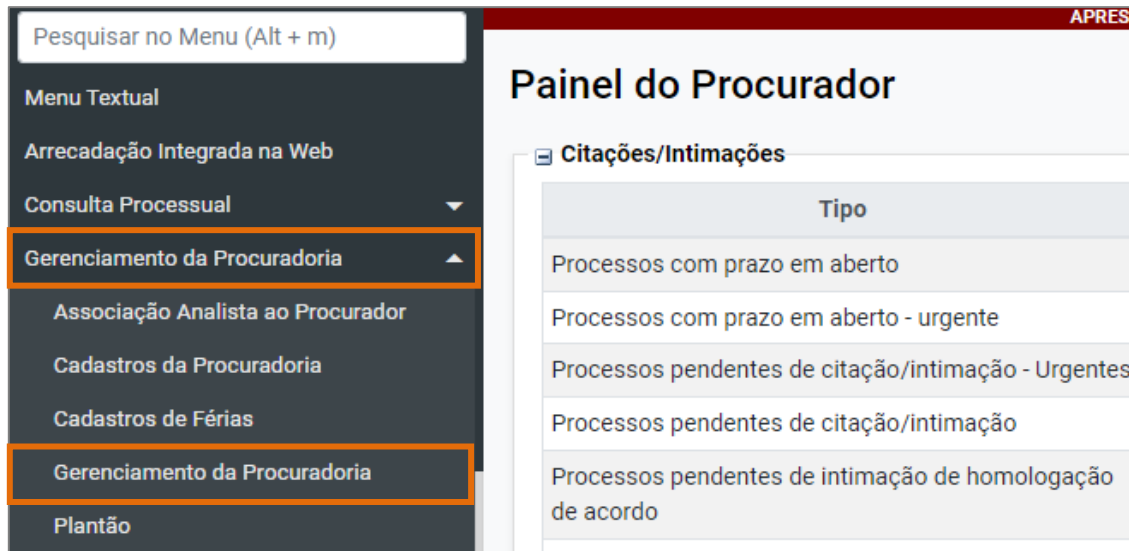 Pesquisar no Menu (Alt + m)
Menu Textual
Arrecadação Integrada na Web
Consulta Processual
Gerenciamento da Procuradoria
Associação Analista ao Procurador
Cadastros da Procuradoria
Cadastros de Férias
Gerenciamento da Procuradoria
Plantão
APRES
Painel do Procurador
Citações/Intimações
Tipo
Processos com prazo em aberto
Processos com prazo em aberto - urgente
Processos pendentes de citação/intimação - Urgentes
Processos pendentes de citação/intimação
Processos pendentes de intimação de homologação
de acordo